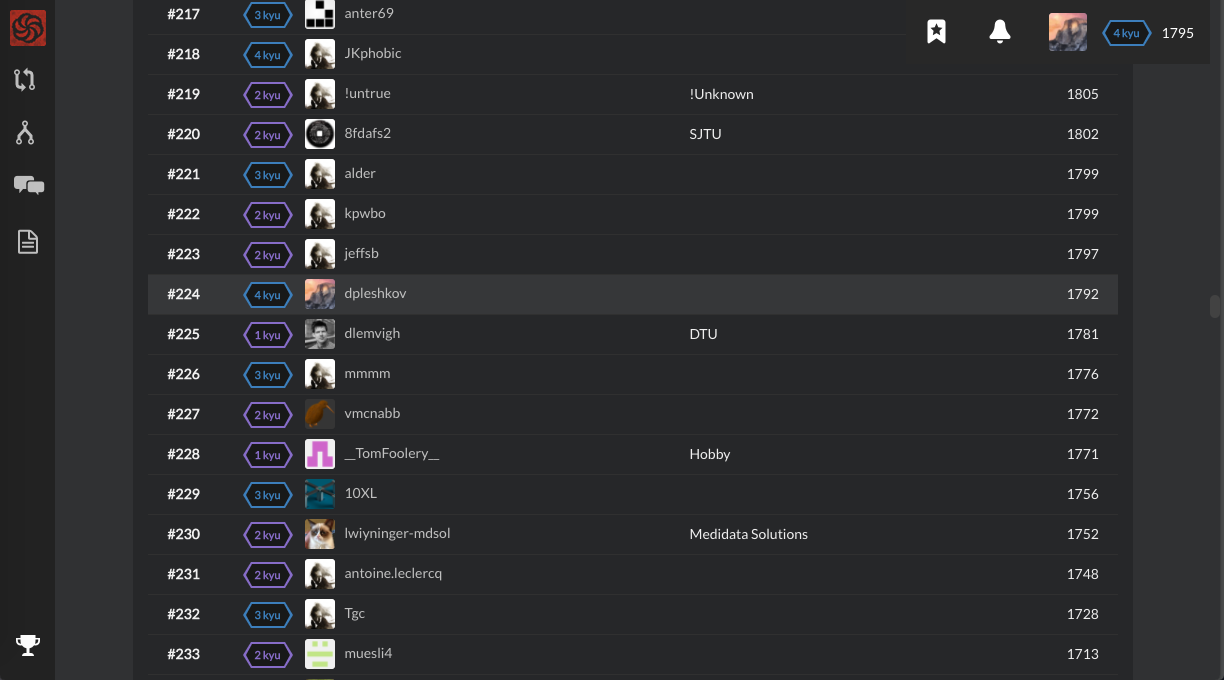 #217 3 kyu anter69
4 kyu 1795
#218 4 kyu JKphobic
#219 2 kyu !untrue !Unknown 1805
#220 2 kyu 8fdafs2 SJTU 1802
#221 3 kyu alder 1799
#222 2 kyu kpwbo 1799
#223 2 kyu jeffsb 1797
#224 4 kyu dpleshkov 1792
#225 1 kyu dlemvigh DTU 1781
#226 3 kyu mmmm 1776
#227 2 kyu vmcnabb 1772
#228 1 kyu __TomFoolery__ Hobby 1771
#229 3 kyu 10XL 1756
#230 2 kyu lwiyninger-mdsol Medidata Solutions 1752
#231 2 kyu antoine.leclercq 1748
#232 3 kyu Tgc 1728
#233 2 kyu muesli4 1713